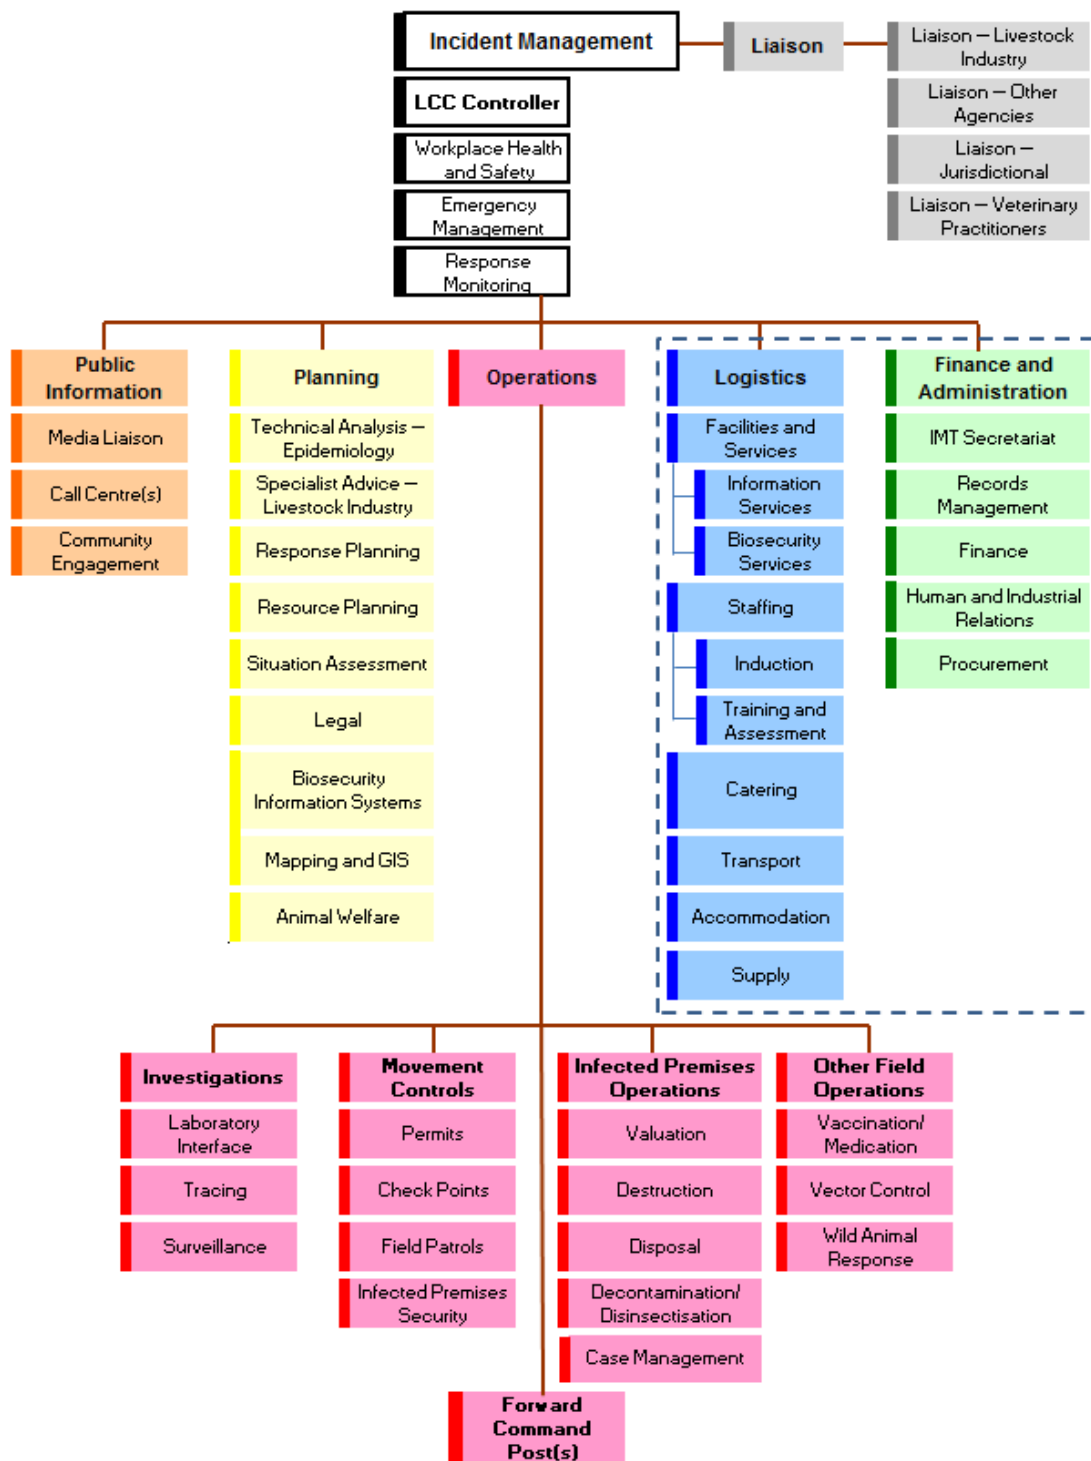 Incident Management
Liaison
Liaison – Livestock
Industry
LCC Controller
Liaison – Other
Agencies
Workplace Health
and Safety
Liaison –
Jurisdictional
Emergency
Management
Liaison – Veterinary
Practitioners
Response
Monitoring
Public
Information
Media Liaison
Call Centre(s)
Community
Engagement
Planning
Technical Analysis –
Epidemiology
Specialist Advice –
Livestock Industry
Response Planning
Resource Planning
Situation Assessment
Legal
Biosecurity
Information Systems
Mapping and GIS
Animal Welfare
Operations
Logistics
Facilities and
Services
Information
Services
Biosecurity
Services
Staffing
Induction
Training and
Assessment
Catering
Transport
Accommodation
Supply
Finance and
Administration
IMT Secretariat
Records
Management
Finance
Human and Industrial
Relations
Procurement
Investigations
Laboratory
Interface
Tracing
Surveillance
Movement
Controls
Permits
Check Points
Field Patrols
Infected Premises
Security
Infected Premises
Operations
Valuation
Destruction
Disposal
Decontamination/
Disinsectisation
Case Management
Other Field
Operations
Vaccination/
Medication
Vector Control
Wild Animal
Response
Forward
Command
Post(s)